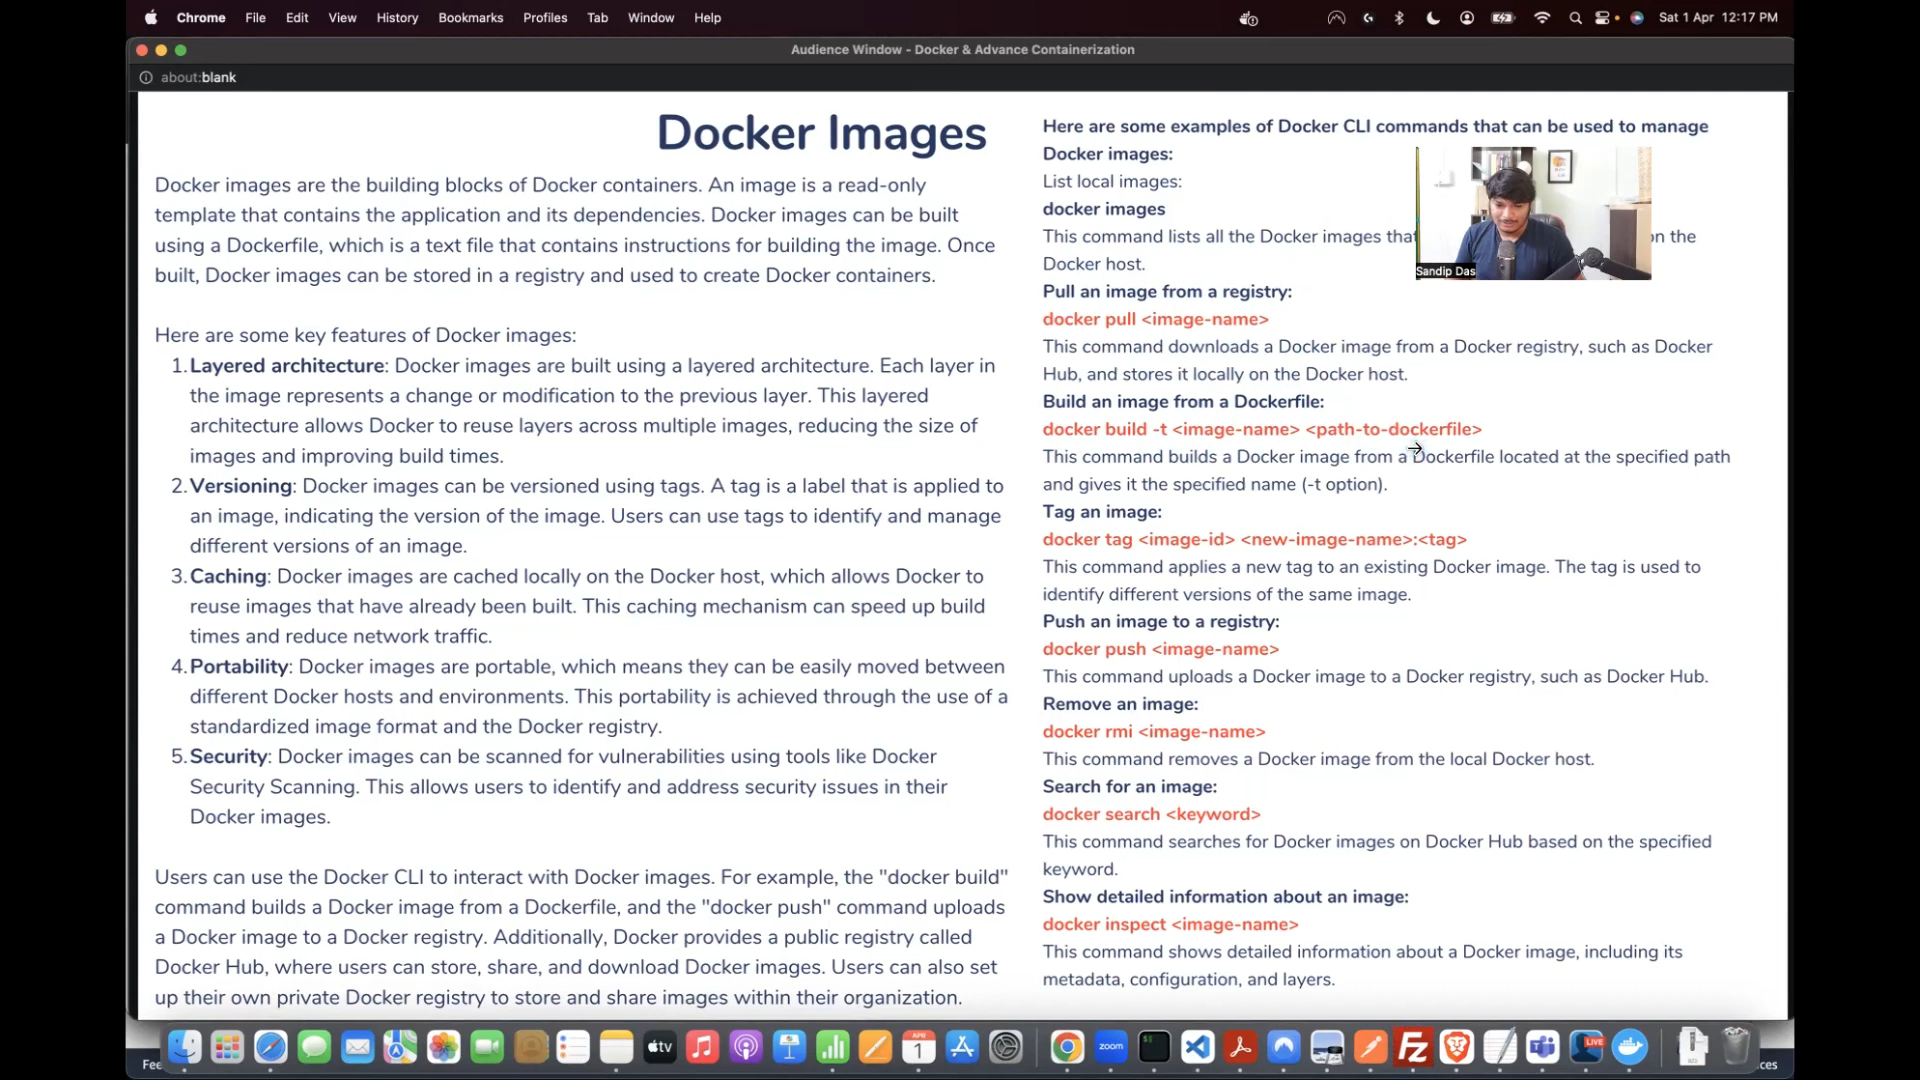 Chrome File Edit View History Bookmarks Profiles Tab Window Help
Sat 1 Apr 12:17 PM
Audience Window - Docker & Advance Containerization
about:blank
Docker Images
Docker images are the building blocks of Docker containers. An image is a read-only
template that contains the application and its dependencies. Docker images can be built
using a Dockerfile, which is a text file that contains instructions for building the image. Once
built, Docker images can be stored in a registry and used to create Docker containers.
Here are some key features of Docker images:
1. Layered architecture: Docker images are built using a layered architecture. Each layer in
the image represents a change or modification to the previous layer. This layered
architecture allows Docker to reuse layers across multiple images, reducing the size of
images and improving build times.
2. Versioning: Docker images can be versioned using tags. A tag is a label that is applied to
an image, indicating the version of the image. Users can use tags to identify and manage
different versions of an image.
3. Caching: Docker images are cached locally on the Docker host, which allows Docker to
reuse images that have already been built. This caching mechanism can speed up build
times and reduce network traffic.
4. Portability: Docker images are portable, which means they can be easily moved between
different Docker hosts and environments. This portability is achieved through the use of a
standardized image format and the Docker registry.
5. Security: Docker images can be scanned for vulnerabilities using tools like Docker
Security Scanning. This allows users to identify and address security issues in their
Docker images.
Users can use the Docker CLI to interact with Docker images. For example, the "docker build"
command builds a Docker image from a Dockerfile, and the "docker push" command uploads
a Docker image to a Docker registry. Additionally, Docker provides a public registry called
Docker Hub, where users can store, share, and download Docker images. Users can also set
up their own private Docker registry to store and share images within their organization.
Here are some examples of Docker CLI commands that can be used to manage
Docker images:
List local images:
docker images
This command lists all the Docker images that on the
Docker host.
Pull an image from a registry:
docker pull <image-name>
This command downloads a Docker image from a Docker registry, such as Docker
Hub, and stores it locally on the Docker host.
Build an image from a Dockerfile:
docker build -t <image-name> <path-to-dockerfile>
This command builds a Docker image from a Dockerfile located at the specified path
and gives it the specified name (-t option).
Tag an image:
docker tag <image-id> <new-image-name>:<tag>
This command applies a new tag to an existing Docker image. The tag is used to
identify different versions of the same image.
Push an image to a registry:
docker push <image-name>
This command uploads a Docker image to a Docker registry, such as Docker Hub.
Remove an image:
docker rmi <image-name>
This command removes a Docker image from the local Docker host.
Search for an image:
docker search <keyword>
This command searches for Docker images on Docker Hub based on the specified
keyword.
Show detailed information about an image:
docker inspect <image-name>
This command shows detailed information about a Docker image, including its
metadata, configuration, and layers.
Sandip Das
tv
APR
1
zoom
LIVE